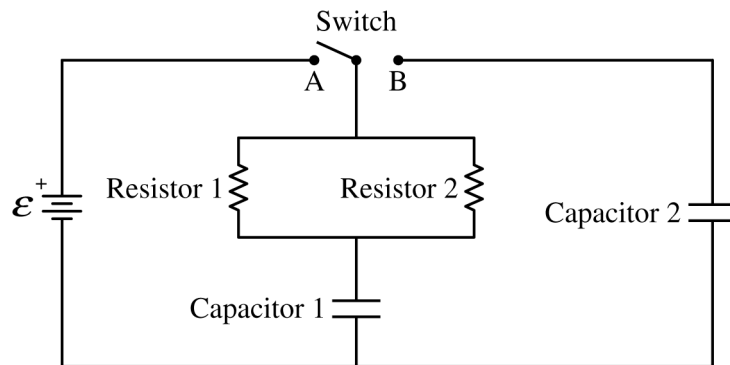 Switch
A
B
Resistor 1
Resistor 2
+
ε
Capacitor 2
Capacitor 1